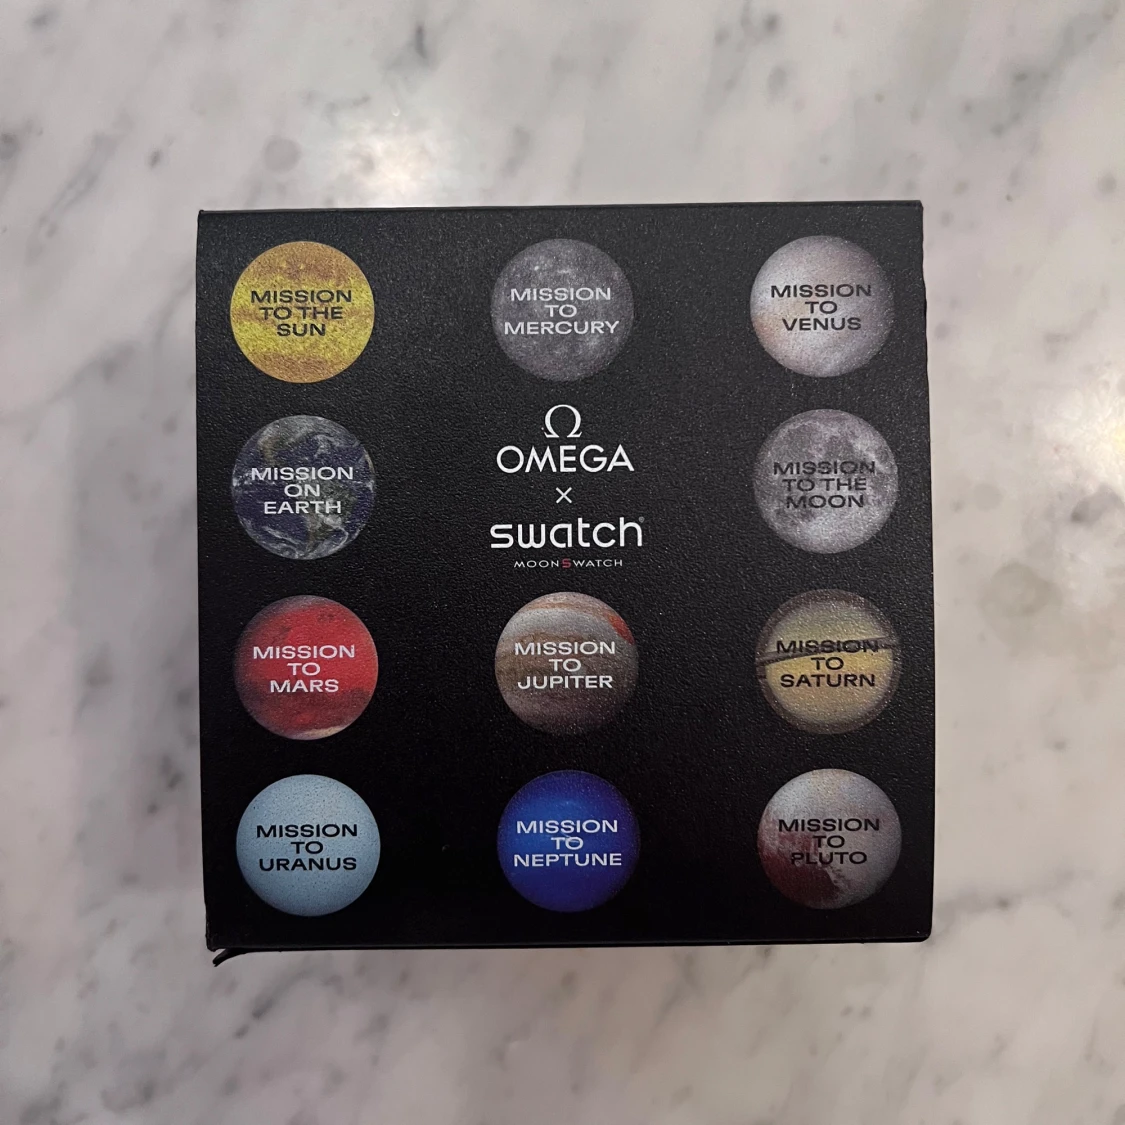 MISSION
TO THE
SUN
MISSION
TO
MERCURY
MISSION
TO
VENUS
MISSION
ON
EARTH
Ω
OMEGA
×
swatch
MOONSWATCH
MISSION
TO THE
MOON
MISSION
TO
MARS
MISSION
TO
JUPITER
MISSION
TO
SATURN
MISSION
TO
URANUS
MISSION
TO
NEPTUNE
MISSION
TO
PLUTO